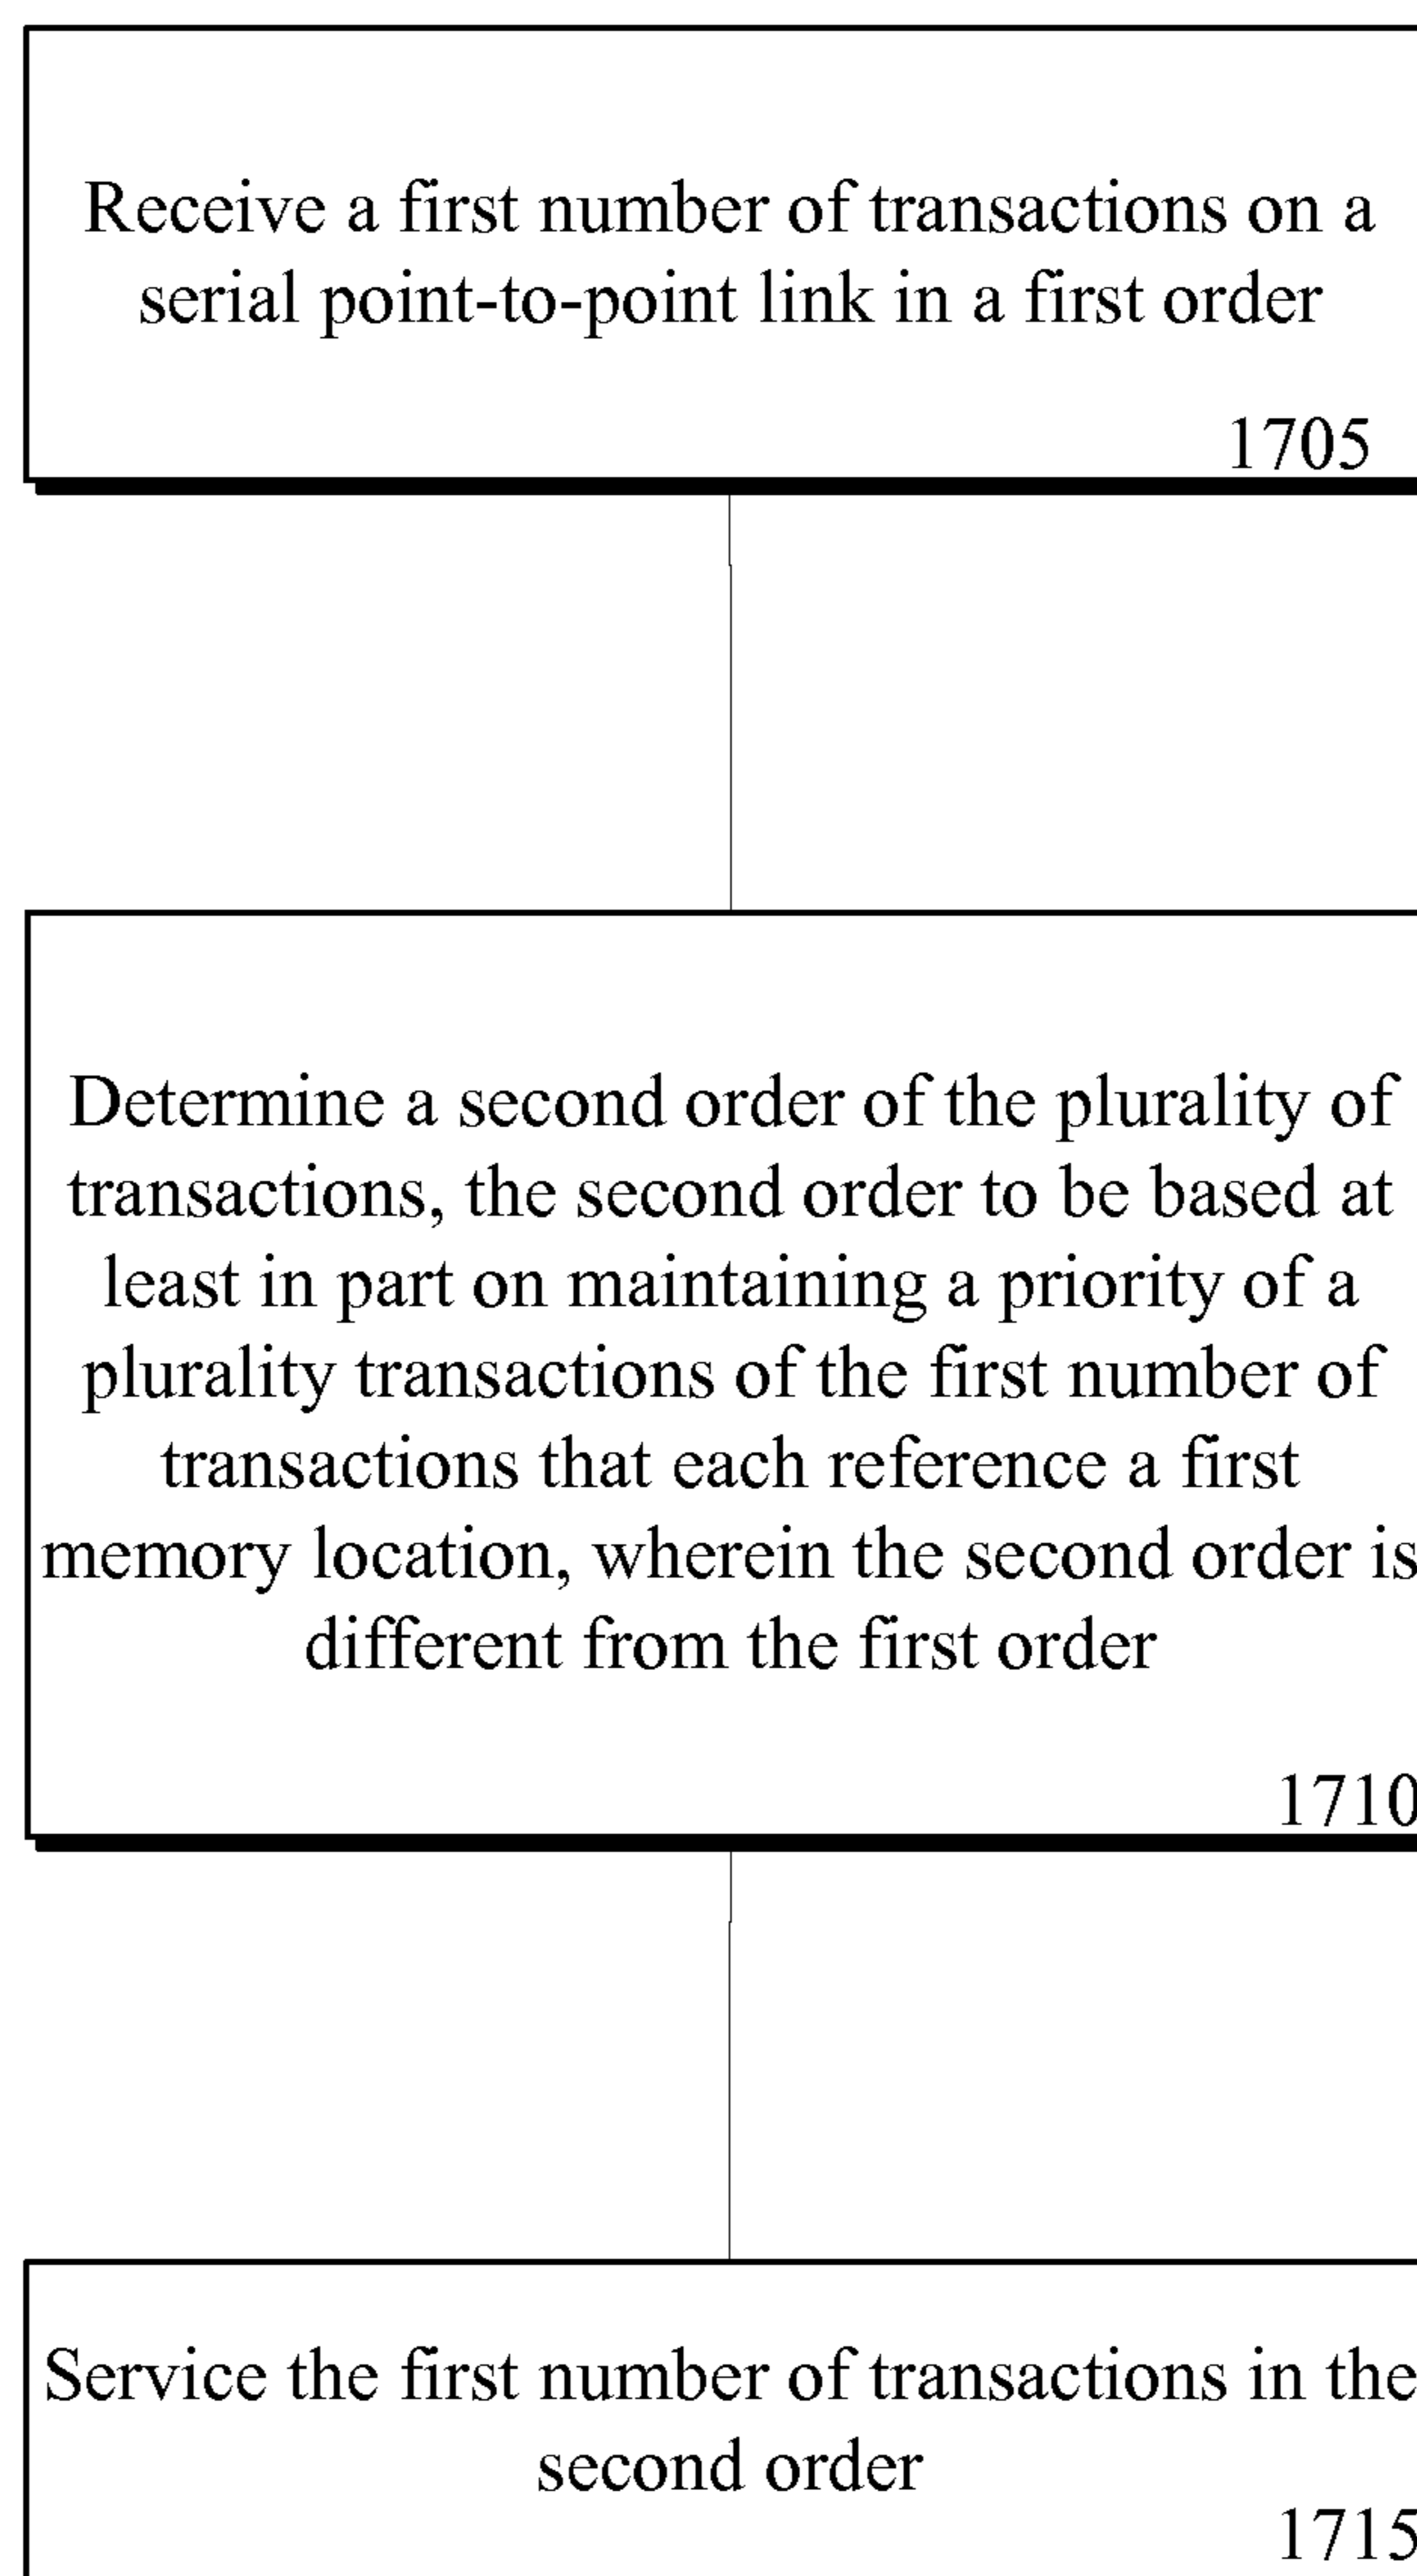 Receive a first number of transactions on a
serial point-to-point link in a first order
1705
Determine a second order of the plurality of
transactions, the second order to be based at
least in part on maintaining a priority of a
plurality transactions of the first number of
transactions that each reference a first
memory location, wherein the second order is
different from the first order
1710
Service the first number of transactions in the
second order
1715